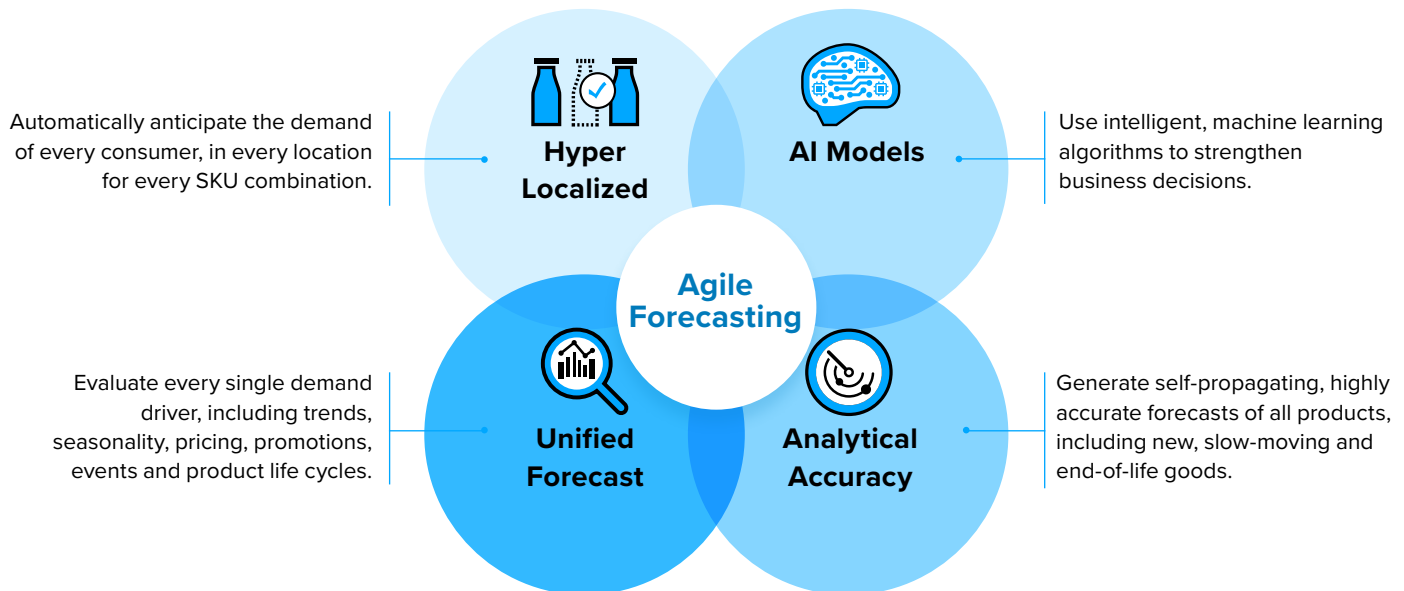 Automatically anticipate the demand
of every consumer, in every location
for every SKU combination.
Hyper
Localized
AI Models
Use intelligent, machine learning
algorithms to strengthen
business decisions.
Agile
Forecasting
Evaluate every single demand
driver, including trends,
seasonality, pricing, promotions,
events and product life cycles.
Unified
Forecast
Analytical
Accuracy
Generate self-propagating, highly
accurate forecasts of all products,
including new, slow-moving and
end-of-life goods.